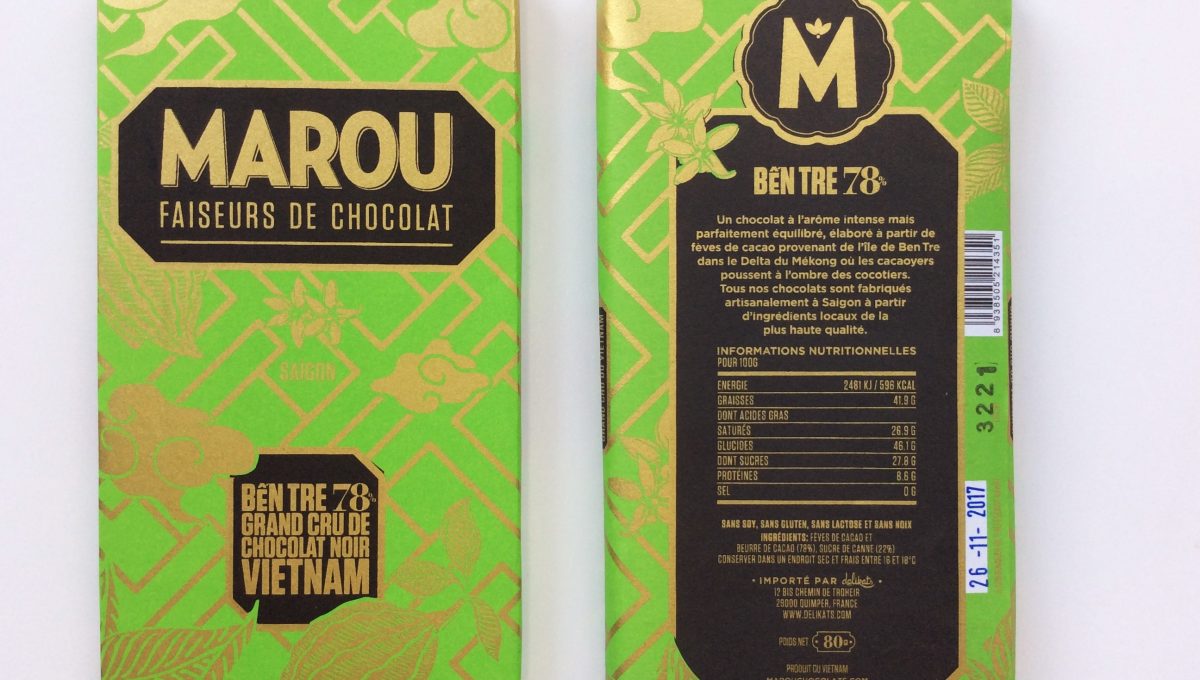 MAROU
FAISEURS DE CHOCOLAT
SAIGON
BẾN TRE 78%
GRAND CRU DE
CHOCOLAT NOIR
VIETNAM
M
BẾN TRE 78%
Un chocolat à l'arôme intense mais
parfaitement équilibré, élaboré à partir de
fèves de cacao provenant de l'île de Ben Tre
dans le Delta du Mékong où les cacaoyers
poussent à l'ombre des cocotiers.
Tous nos chocolats sont fabriqués
artisanalement à Saigon à partir
d'ingrédients locaux de la
plus haute qualité.
INFORMATIONS NUTRITIONNELLES
POUR 100G
ENERGIE 2481 KJ / 596 KCAL
GRAISSES 41.9 G
DONT ACIDES GRAS
SATURÉS 26.9 G
GLUCIDES 46.1 G
DONT SUCRES 27.8 G
PROTÉINES 8.6 G
SEL 0 G
SANS SOY, SANS GLUTEN, SANS LACTOSE ET SANS NOIX
INGRÉDIENTS: FÈVES DE CACAO ET
BEURRE DE CACAO (78%), SUCRE DE CANNE (22%)
CONSERVER DANS UN ENDROIT SEC ET FRAIS ENTRE 16 ET 18°C
• IMPORTÉ PAR delikats •
12 BIS CHEMIN DE TROHEIR
29000 QUIMPER, FRANCE
WWW.DELIKATS.COM
POIDS NET 80G
PRODUIT DU VIETNAM
MAROUCHOCOLATE.COM
GRAND CRU DU VIETNAM
8 938505 214351
3221
26 -11- 2017